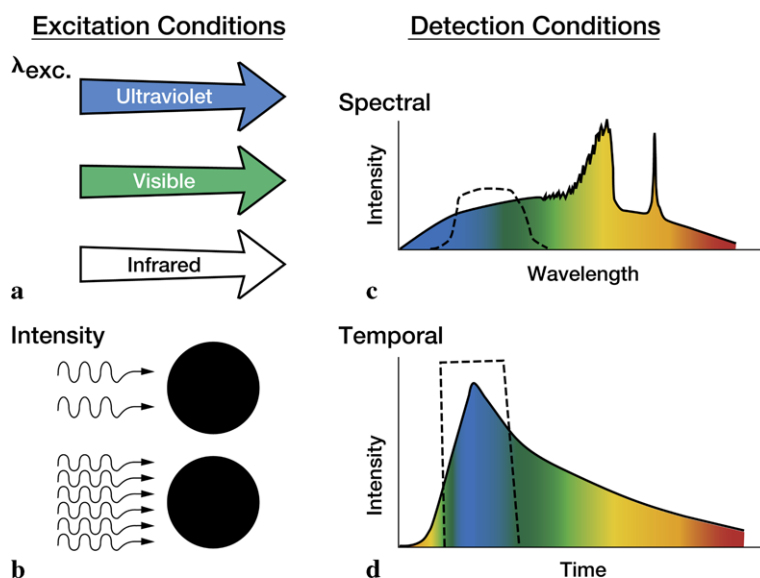 Excitation Conditions
λexc.
Ultraviolet
Visible
Infrared
a
Intensity
b
Detection Conditions
Spectral
Intensity
Wavelength
c
Temporal
Intensity
Time
d